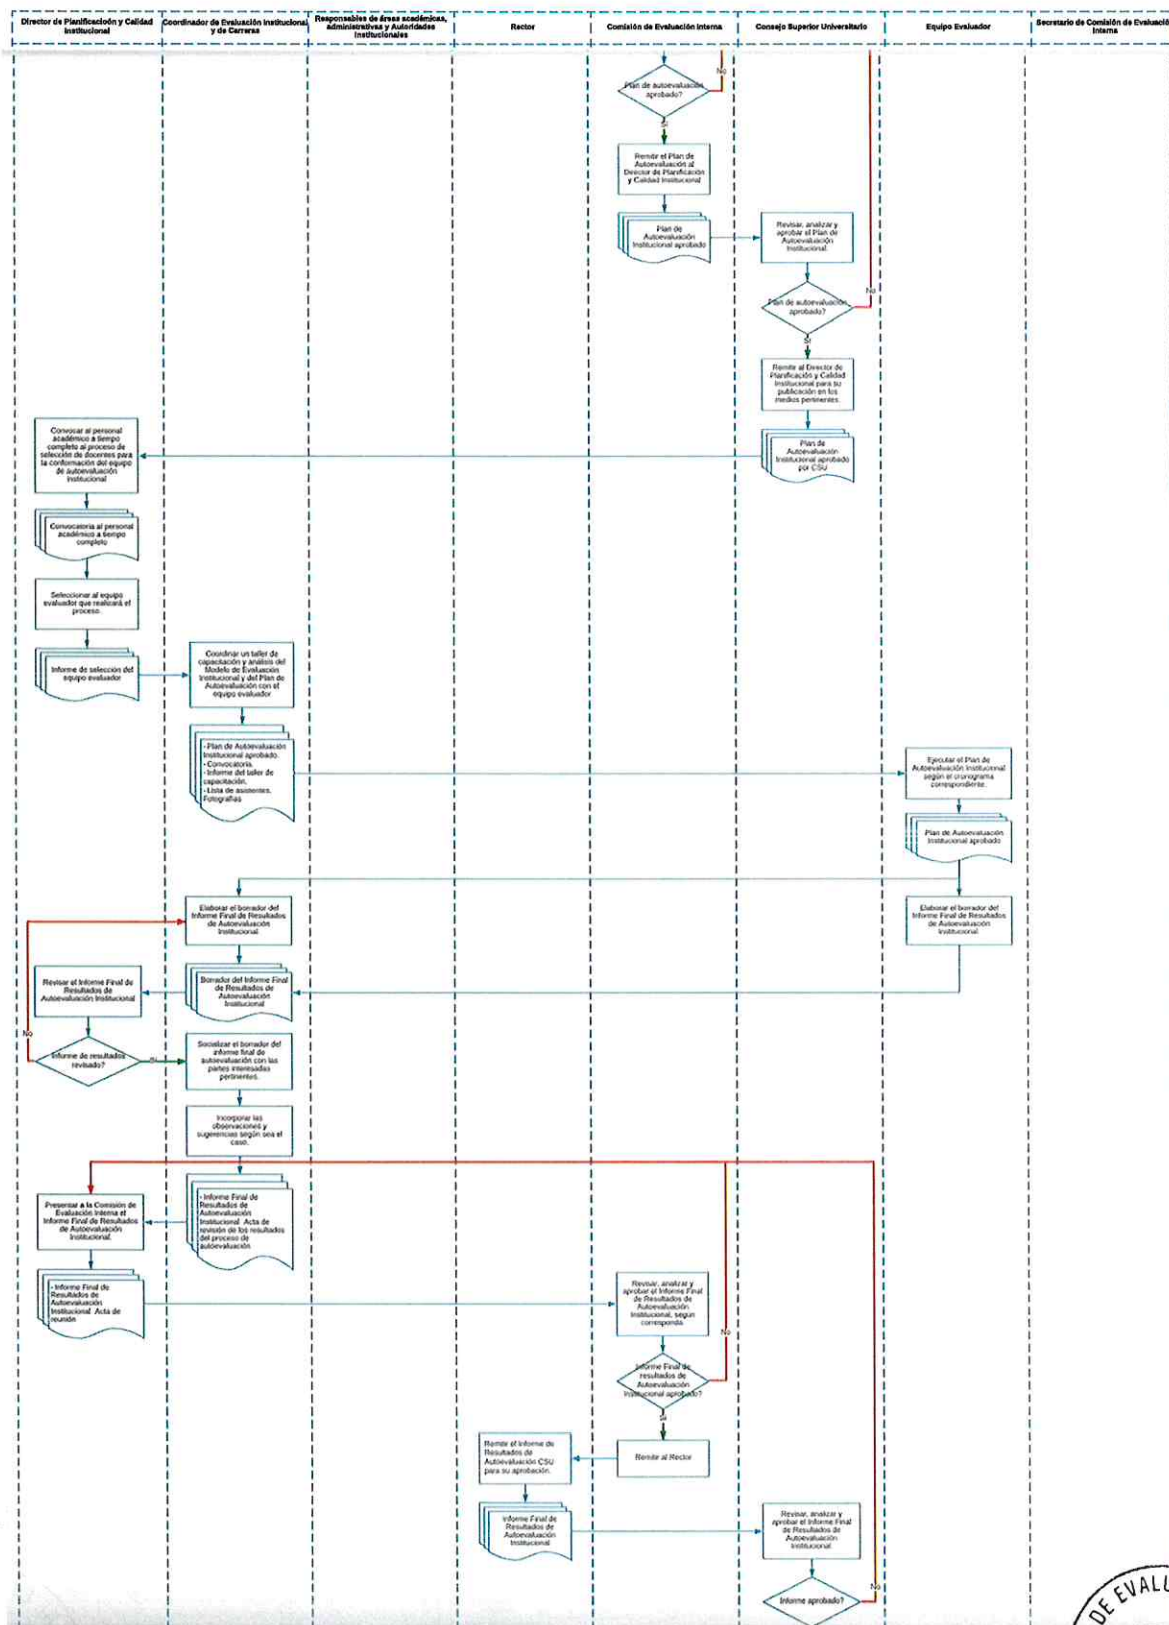 Director de Planificación y Calidad
Institucional
Coordinador de Evaluación Institucional
y de Carreras
Responsables de áreas académicas,
administrativas y Autoridades
Institucionales
Rector
Comisión de Evaluación Interna
Consejo Superior Universitario
Equipo Evaluador
Secretario de Comisión de Evaluació
Interna
No
Plan de autoevaluación
aprobado?
Si
Remitir el Plan de
Autoevaluación al
Director de Planificación
y Calidad Institucional
Plan de
Autoevaluación
Institucional aprobado
Revisar, analizar y
aprobar el Plan de
Autoevaluación
Institucional.
No
Plan de autoevaluación
aprobado?
Si
Remite al Director de
Planificación y Calidad
Institucional para su
publicación en los
medios pertinentes.
Plan de
Autoevaluación
Institucional aprobado
por CSU
Convocar al personal
académico a tiempo
completo al proceso de
selección de docentes para
la conformación del equipo
de autoevaluación
institucional
Convocatoria al personal
académico a tiempo
completo
Seleccionar al equipo
evaluador que realizará el
proceso.
Informe de selección del
equipo evaluador
Coordinar un taller de
capacitación y análisis del
Modelo de Evaluación
Institucional y del Plan de
Autoevaluación con el
equipo evaluador
- Plan de Autoevaluación
Institucional aprobado.
- Convocatoria.
- Informe del taller de
capacitación.
- Lista de asistentes.
Fotografías
Ejecutar el Plan de
Autoevaluación Institucional
según el cronograma
correspondiente.
Plan de Autoevaluación
Institucional aprobado
Elaborar el borrador del
Informe Final de Resultados
de Autoevaluación
Institucional
Elaborar el borrador del
Informe Final de Resultados
de Autoevaluación
Institucional
Revisar el Informe Final de
Resultados de
Autoevaluación Institucional
Borrador del Informe Final
de Resultados de
Autoevaluación
Institucional
No
Informe de resultados
revisado?
Si
Socializar el borrador del
informe final de
autoevaluación con las
partes interesadas
pertinentes.
Incorporar las
observaciones y
sugerencias según sea el
caso.
- Informe Final de
Resultados de
Autoevaluación
Institucional Acta de
revisión de los resultados
del proceso de
autoevaluación
Presentar a la Comisión de
Evaluación Interna el
Informe Final de Resultados
de Autoevaluación
Institucional.
- Informe Final de
Resultados de
Autoevaluación
Institucional Acta de
reunión
Revisar, analizar y
aprobar el Informe Final
de Resultados de
Autoevaluación
Institucional, según
corresponda
No
Informe Final de
resultados de
Autoevaluación
Institucional aprobado?
Si
Remite el Informe de
Resultados de
Autoevaluación CSU
para su aprobación.
Remitir al Rector
Informe Final de
Resultados de
Autoevaluación
Institucional
Revisar, analizar y
aprobar el Informe Final
de Resultados de
Autoevaluación
Institucional
No
Informe aprobado?
DE EVALU